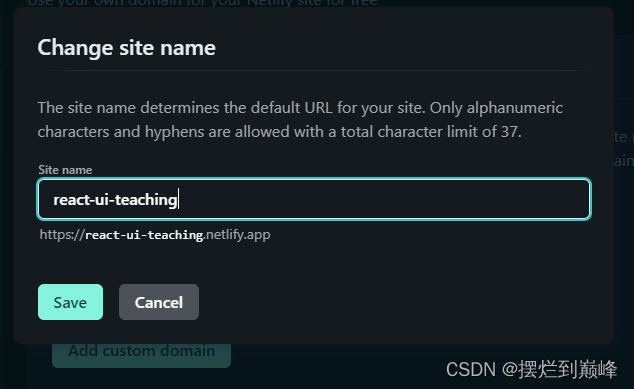 Use your own domain for your Netlify site for free
Change site name
The site name determines the default URL for your site. Only alphanumeric
characters and hyphens are allowed with a total character limit of 37.
Site name
react-ui-teaching
https://react-ui-teaching.netlify.app
Save Cancel
Add custom domain
CSDN @摆烂到巅峰